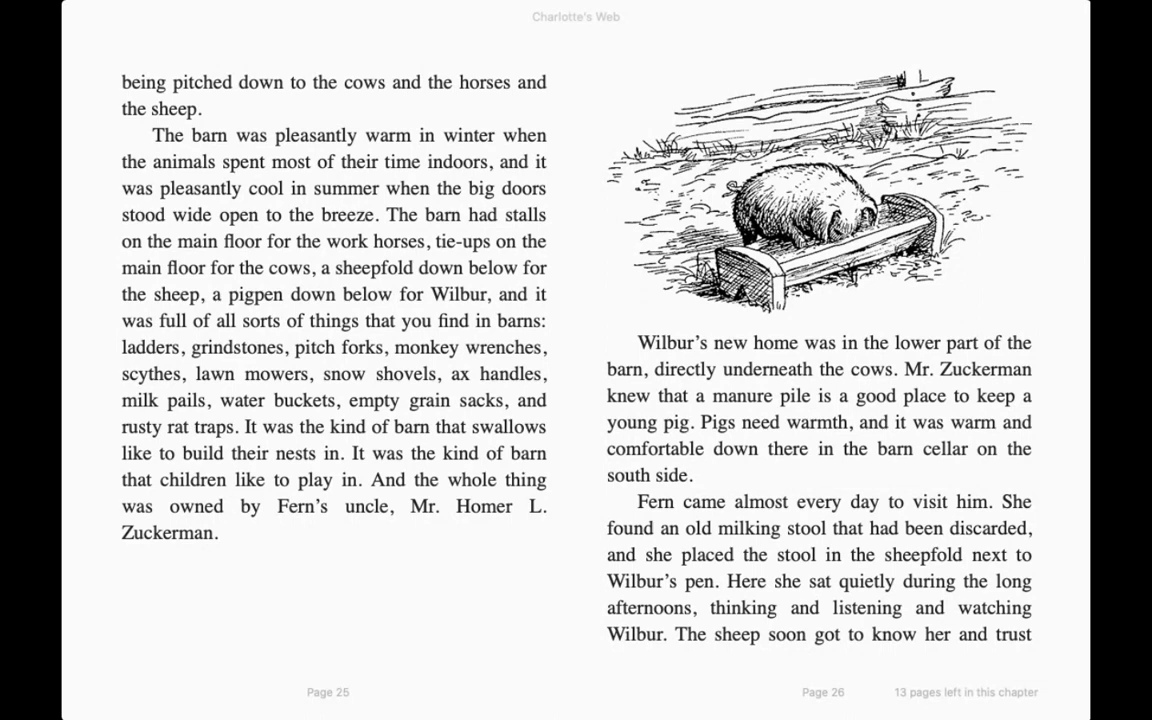 Charlotte's Web
being pitched down to the cows and the horses and
the sheep.
The barn was pleasantly warm in winter when
the animals spent most of their time indoors, and it
was pleasantly cool in summer when the big doors
stood wide open to the breeze. The barn had stalls
on the main floor for the work horses, tie-ups on the
main floor for the cows, a sheepfold down below for
the sheep, a pigpen down below for Wilbur, and it
was full of all sorts of things that you find in barns:
ladders, grindstones, pitch forks, monkey wrenches,
scythes, lawn mowers, snow shovels, ax handles,
milk pails, water buckets, empty grain sacks, and
rusty rat traps. It was the kind of barn that swallows
like to build their nests in. It was the kind of barn
that children like to play in. And the whole thing
was owned by Fern’s uncle, Mr. Homer L.
Zuckerman.
Page 25
Wilbur’s new home was in the lower part of the
barn, directly underneath the cows. Mr. Zuckerman
knew that a manure pile is a good place to keep a
young pig. Pigs need warmth, and it was warm and
comfortable down there in the barn cellar on the
south side.
Fern came almost every day to visit him. She
found an old milking stool that had been discarded,
and she placed the stool in the sheepfold next to
Wilbur’s pen. Here she sat quietly during the long
afternoons, thinking and listening and watching
Wilbur. The sheep soon got to know her and trust
Page 26
13 pages left in this chapter